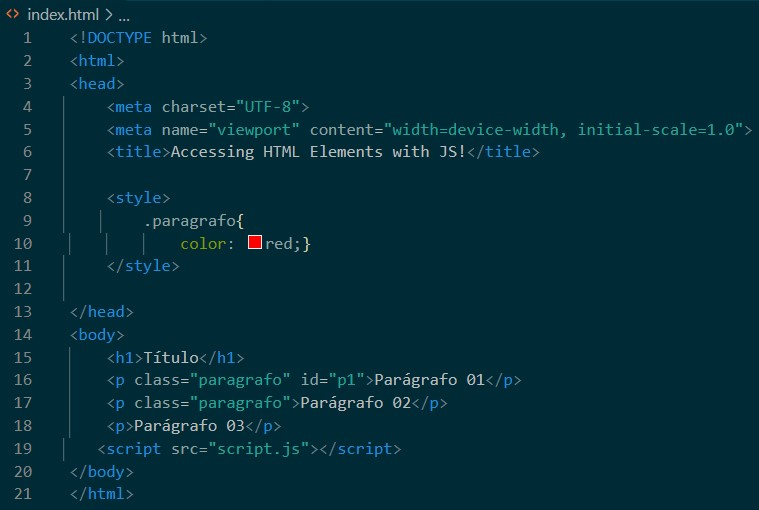 <> index.html > ...
1 <!DOCTYPE html>
2 <html>
3 <head>
4 <meta charset="UTF-8">
5 <meta name="viewport" content="width=device-width, initial-scale=1.0">
6 <title>Accessing HTML Elements with JS!</title>
7
8 <style>
9 .paragrafo{
10 color: red;}
11 </style>
12
13 </head>
14 <body>
15 <h1>Título</h1>
16 <p class="paragrafo" id="p1">Parágrafo 01</p>
17 <p class="paragrafo">Parágrafo 02</p>
18 <p>Parágrafo 03</p>
19 <script src="script.js"></script>
20 </body>
21 </html>